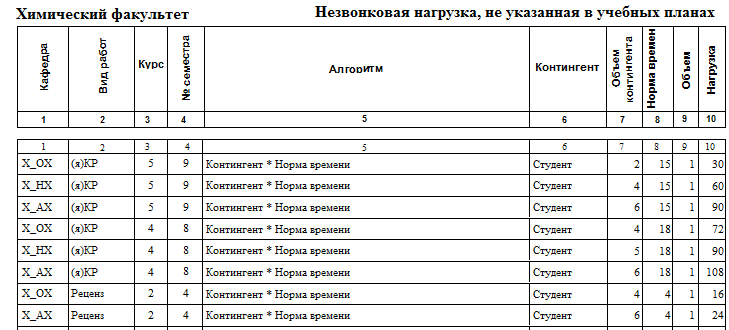 Химический факультет Незвонковая нагрузка, не указанная в учебных планах
Кафедра Вид работ Курс № семестра Алгоритм Контингент Объем контингента Норма времен Объем Нагрузка
1 2 3 4 5 6 7 8 9 10
1 2 3 4 5 6 7 8 9 10
Х_ОХ (я)КР 5 9 Контингент * Норма времени Студент 2 15 1 30
Х_НХ (я)КР 5 9 Контингент * Норма времени Студент 4 15 1 60
Х_АХ (я)КР 5 9 Контингент * Норма времени Студент 6 15 1 90
Х_ОХ (я)КР 4 8 Контингент * Норма времени Студент 4 18 1 72
Х_НХ (я)КР 4 8 Контингент * Норма времени Студент 5 18 1 90
Х_АХ (я)КР 4 8 Контингент * Норма времени Студент 6 18 1 108
Х_ОХ Реценз 2 4 Контингент * Норма времени Студент 4 4 1 16
Х_АХ Реценз 2 4 Контингент * Норма времени Студент 6 4 1 24